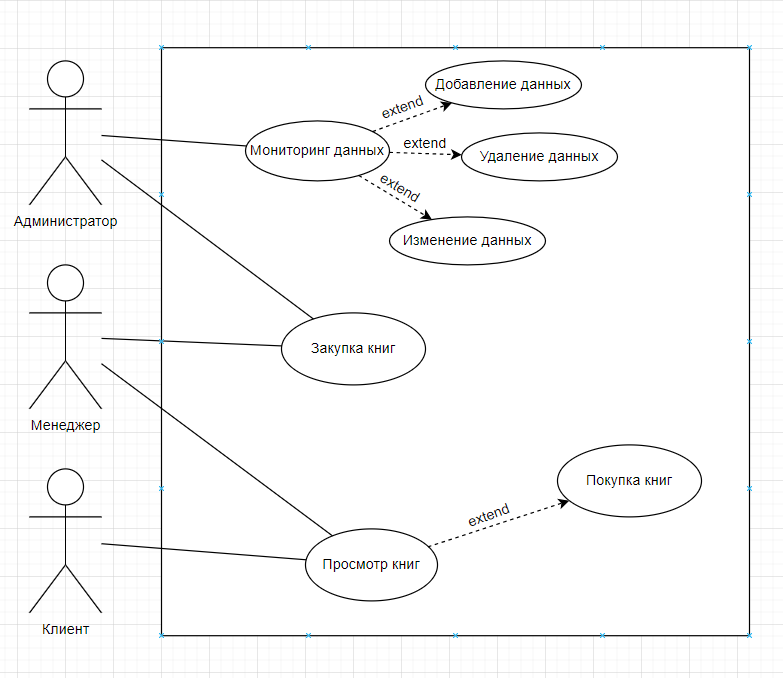 Добавление данных
extend
Мониторинг данных
extend
Удаление данных
extend
Администратор
Изменение данных
Закупка книг
Менеджер
Покупка книг
extend
Просмотр книг
Клиент